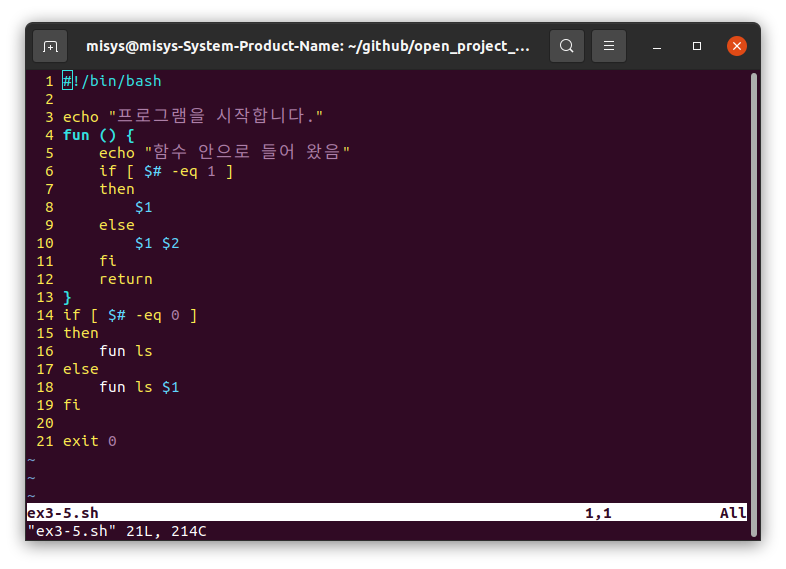 misys@misys-System-Product-Name: ~/github/open_project_...
1 #!/bin/bash
2
3 echo "프로그램을 시작합니다."
4 fun () {
5     echo "함수 안으로 들어 왔음"
6     if [ $# -eq 1 ]
7     then
8         $1
9     else
10         $1 $2
11     fi
12     return
13 }
14 if [ $# -eq 0 ]
15 then
16     fun ls
17 else
18     fun ls $1
19 fi
20
21 exit 0
~
~
~
ex3-5.sh 1,1 All
"ex3-5.sh" 21L, 214C